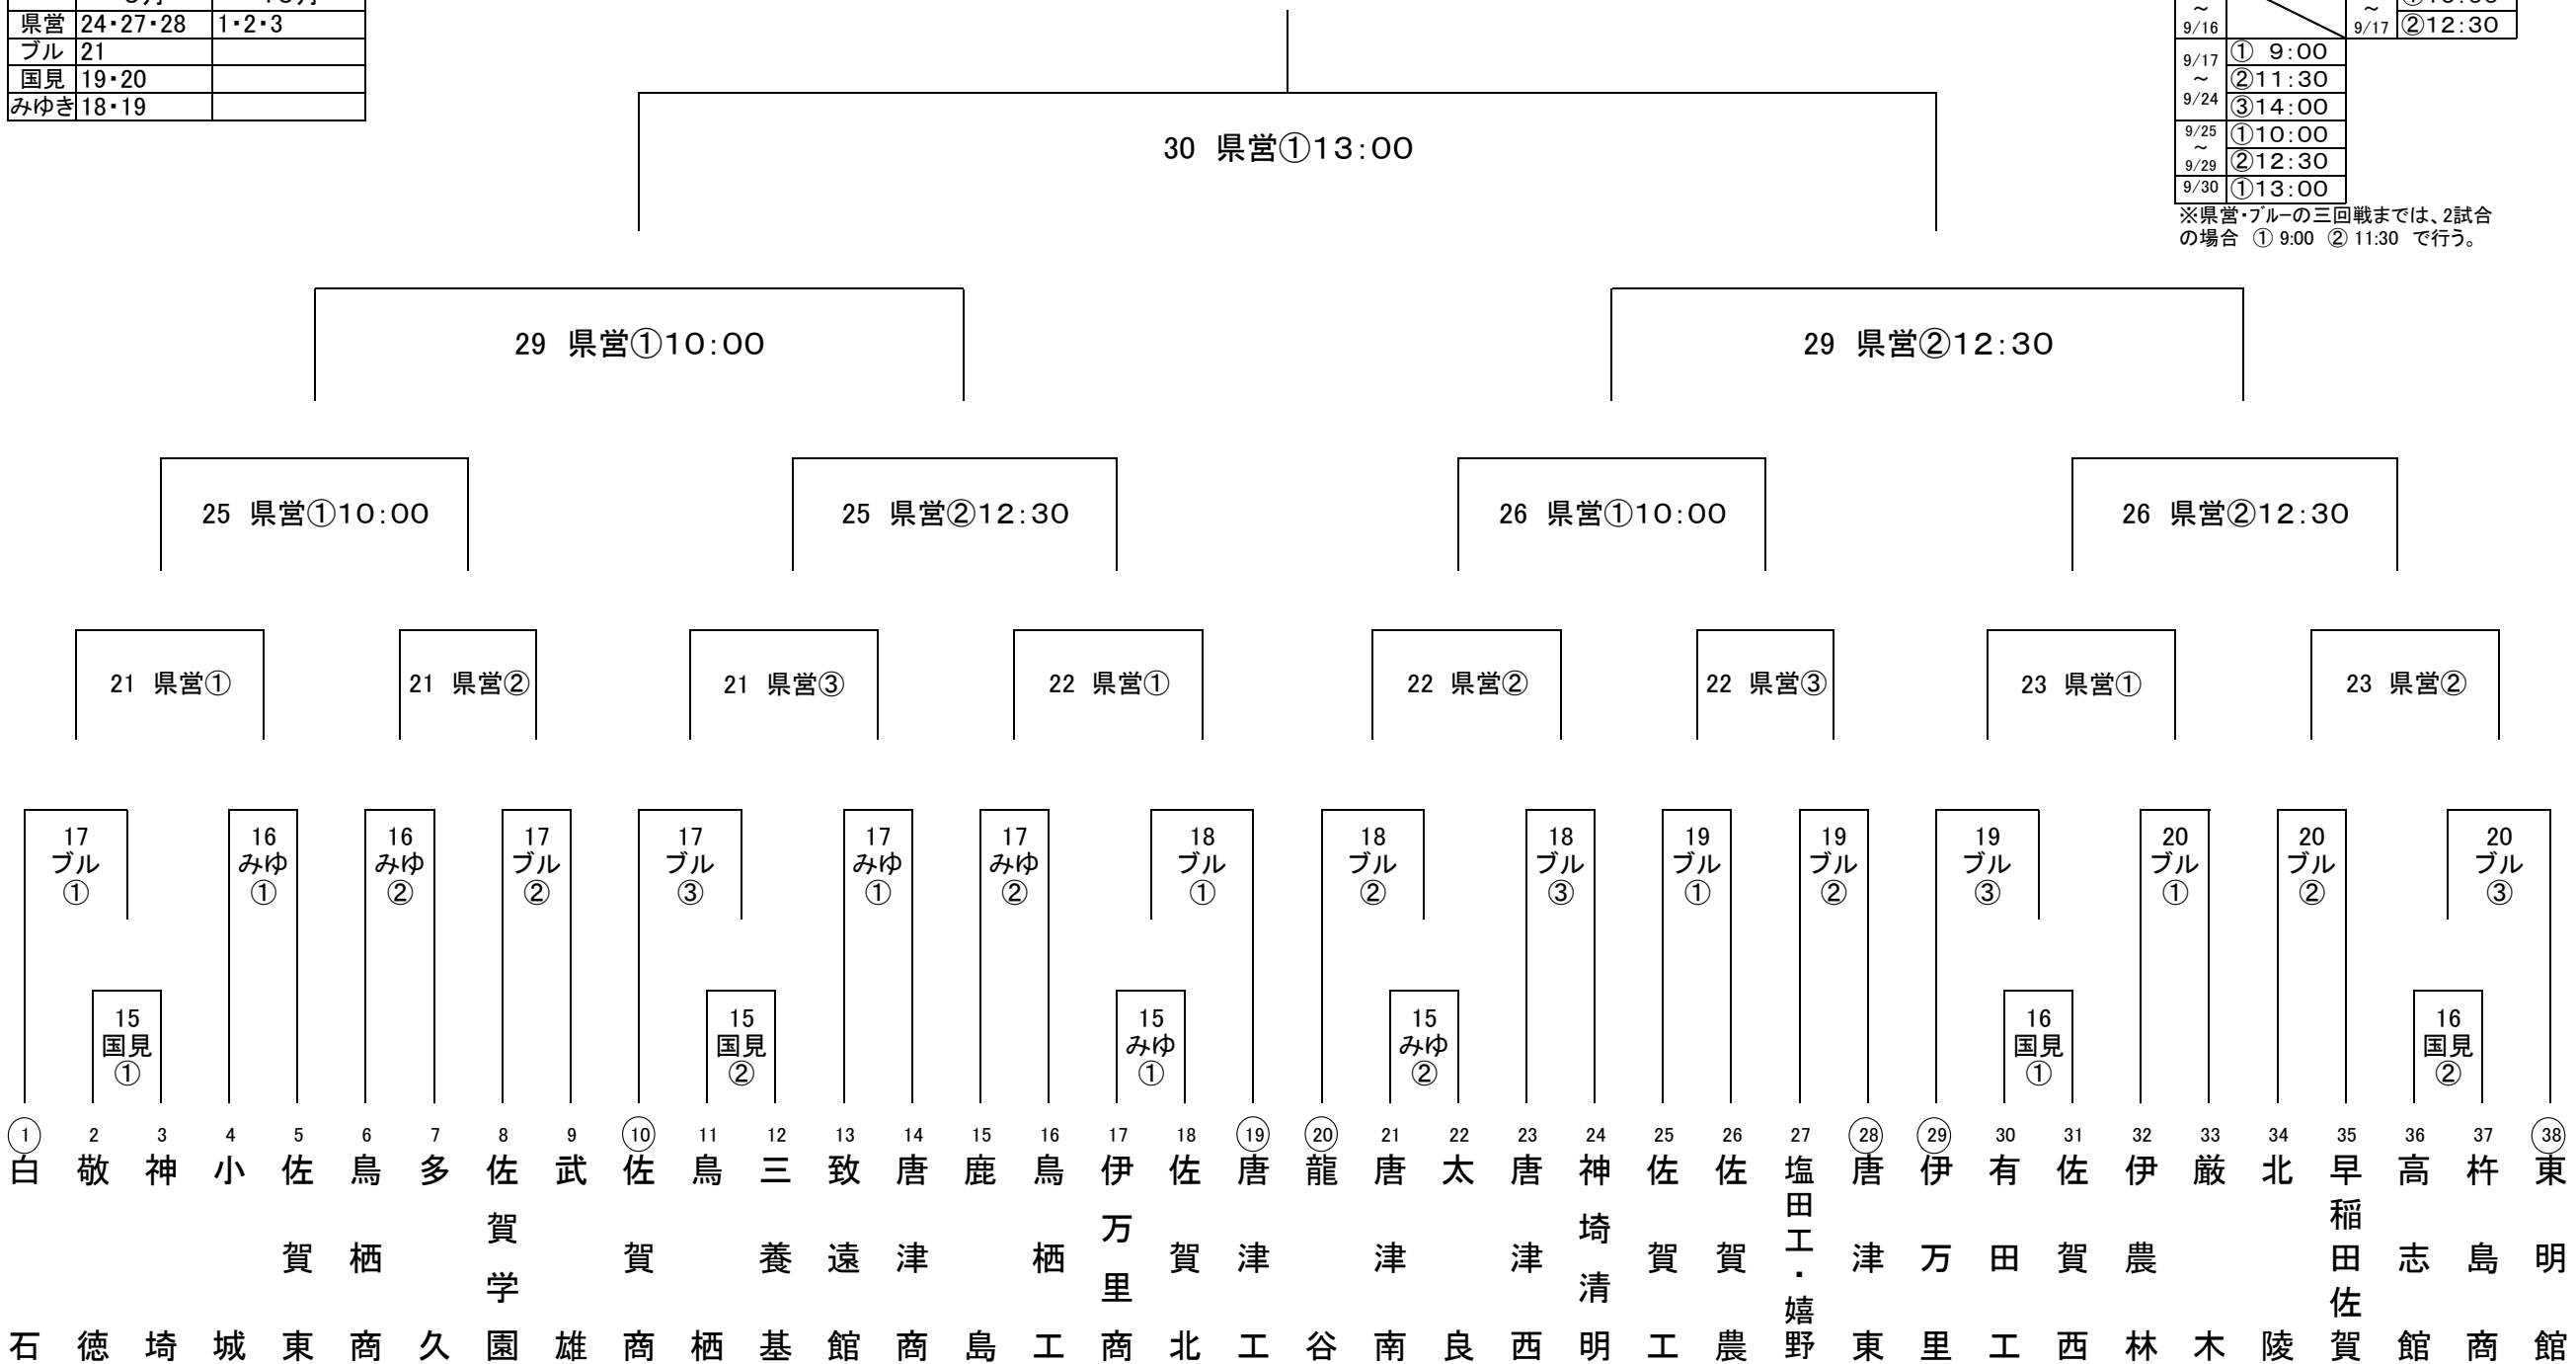 県営 24・27・28 1・2・3
ブル 21
国見 19・20
みゆき 18・19
～
9/16
～
9/17 ②12:30
9/17
～
9/24
① 9:00
②11:30
③14:00
9/25
～
9/29
①10:00
②12:30
9/30 ①13:00
※県営・ブルーの三回戦までは、2試合
の場合 ① 9:00 ② 11:30 で行う。
30 県営①13:00
29 県営①10:00 29 県営②12:30
25 県営①10:00 25 県営②12:30 26 県営①10:00 26 県営②12:30
21 県営① 21 県営② 21 県営③ 22 県営① 22 県営② 22 県営③ 23 県営① 23 県営②
17 16 16 17 17 17 17 18 18 18 19 19 19 20 20 20
ブル みゆ みゆ ブル ブル みゆ みゆ ブル ブル ブル ブル ブル ブル ブル ブル ブル
① ① ② ② ③ ① ② ① ② ③ ① ② ③ ① ② ③
15 15 15 15 16 16
国見 国見 みゆ みゆ 国見 国見
① ② ① ② ① ②
1 2 3 4 5 6 7 8 9 10 11 12 13 14 15 16 17 18 19 20 21 22 23 24 25 26 27 28 29 30 31 32 33 34 35 36 37 38
白石
敬徳
神埼
小城
佐賀東
鳥栖商
多久
佐賀学園
武雄
佐賀商
鳥栖
三養基
致遠館
唐津商
鹿島
鳥栖工
伊万里商
佐賀北
唐津工
龍谷
唐津南
太良
唐津西
神埼清明
佐賀工
佐賀農
塩田工・嬉野
唐津東
伊万里
有田工
佐賀西
伊農林
厳木
北陵
早稲田佐賀
高志館
杵島商
東明館